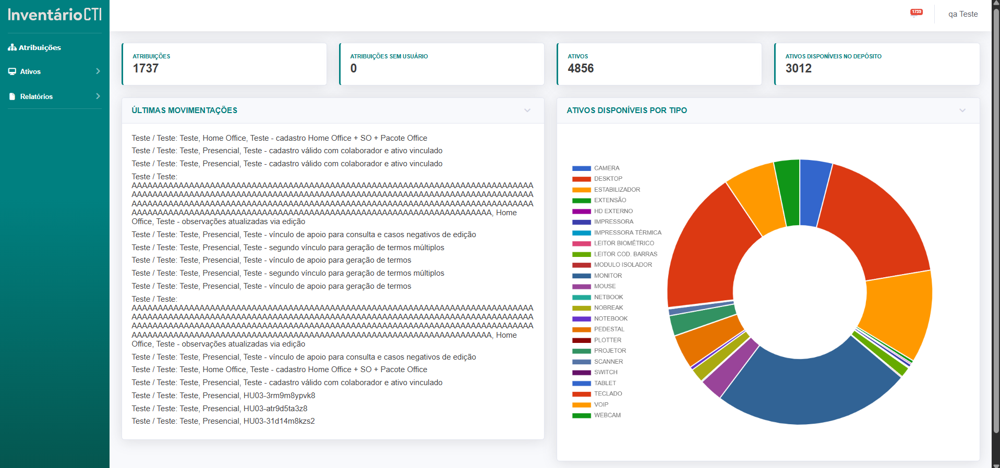 InventárioCTI
1739
qa Teste
Atribuições
Ativos
Relatórios
ATRIBUIÇÕES
1737
ATRIBUIÇÕES SEM USUÁRIO
0
ATIVOS
4856
ATIVOS DISPONÍVEIS NO DEPÓSITO
3012
ÚLTIMAS MOVIMENTAÇÕES
Teste / Teste: Teste, Home Office, Teste - cadastro Home Office + SO + Pacote Office
Teste / Teste: Teste, Presencial, Teste - cadastro válido com colaborador e ativo vinculado
Teste / Teste: Teste, Presencial, Teste - cadastro válido com colaborador e ativo vinculado
Teste / Teste:
AAAAAAAAAAAAAAAAAAAAAAAAAAAAAAAAAAAAAAAAAAAAAAAAAAAAAAAAAAAAAAAAAAAAAAAAAAAAA
AAAAAAAAAAAAAAAAAAAAAAAAAAAAAAAAAAAAAAAAAAAAAAAAAAAAAAAAAAAAAAAAAAAAAAAAAAAAA
AAAAAAAAAAAAAAAAAAAAAAAAAAAAAAAAAAAAAAAAAAAAAAAAAAAAAAAAAAAAAAAAAAAAAAAAAAAAA
AAAAAAAAAAAAAAAAAAAAAAAAAAAAAAAAAAAAAAAAAAAAAAAAAAAAAAAAAAAAAAAAAAAAA, Home
Office, Teste - observações atualizadas via edição
Teste / Teste: Teste, Presencial, Teste - vínculo de apoio para consulta e casos negativos de edição
Teste / Teste: Teste, Presencial, Teste - segundo vínculo para geração de termos múltiplos
Teste / Teste: Teste, Presencial, Teste - vínculo de apoio para geração de termos
Teste / Teste: Teste, Presencial, Teste - segundo vínculo para geração de termos múltiplos
Teste / Teste: Teste, Presencial, Teste - vínculo de apoio para geração de termos
Teste / Teste:
AAAAAAAAAAAAAAAAAAAAAAAAAAAAAAAAAAAAAAAAAAAAAAAAAAAAAAAAAAAAAAAAAAAAAAAAAAAAA
AAAAAAAAAAAAAAAAAAAAAAAAAAAAAAAAAAAAAAAAAAAAAAAAAAAAAAAAAAAAAAAAAAAAAAAAAAAAA
AAAAAAAAAAAAAAAAAAAAAAAAAAAAAAAAAAAAAAAAAAAAAAAAAAAAAAAAAAAAAAAAAAAAAAAAAAAAA
AAAAAAAAAAAAAAAAAAAAAAAAAAAAAAAAAAAAAAAAAAAAAAAAAAAAAAAAAAAAAAAAAAAAA, Home
Office, Teste - observações atualizadas via edição
Teste / Teste: Teste, Presencial, Teste - vínculo de apoio para consulta e casos negativos de edição
Teste / Teste: Teste, Home Office, Teste - cadastro Home Office + SO + Pacote Office
Teste / Teste: Teste, Presencial, Teste - cadastro válido com colaborador e ativo vinculado
Teste / Teste: Teste, Presencial, HU03-3rm9m8ypvk8
Teste / Teste: Teste, Presencial, HU03-atr9d5ta3z8
Teste / Teste: Teste, Presencial, HU03-31d14m8kzs2
ATIVOS DISPONÍVEIS POR TIPO
CAMERA
DESKTOP
ESTABILIZADOR
EXTENSÃO
HD EXTERNO
IMPRESSORA
IMPRESSORA TÉRMICA
LEITOR BIOMÉTRICO
LEITOR COD. BARRAS
MODULO ISOLADOR
MONITOR
MOUSE
NETBOOK
NOBREAK
NOTEBOOK
PEDESTAL
PLOTTER
PROJETOR
SCANNER
SWITCH
TABLET
TECLADO
VOIP
WEBCAM